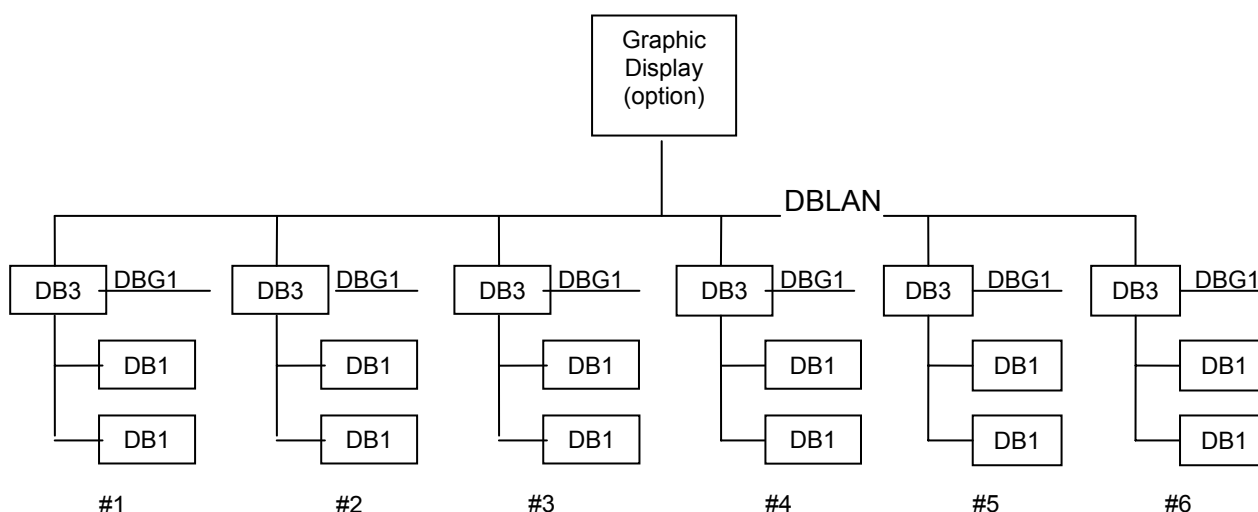 Graphic
Display
(option)
DBLAN
DB3 DBG1 DB3 DBG1 DB3 DBG1 DB3 DBG1 DB3 DBG1 DB3 DBG1
DB1 DB1 DB1 DB1 DB1 DB1
DB1 DB1 DB1 DB1 DB1 DB1
#1 #2 #3 #4 #5 #6